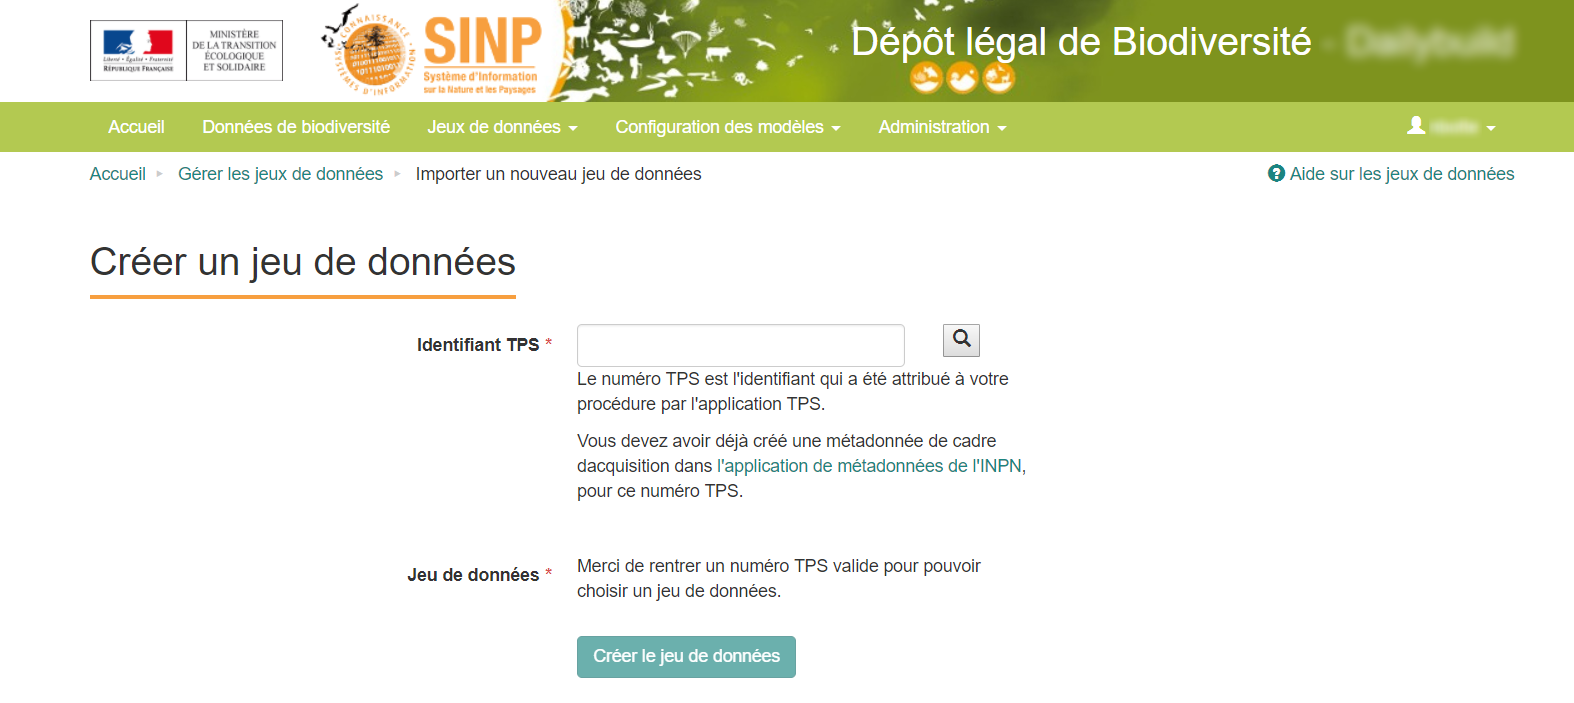 MINISTÈRE
DE LA TRANSITION
ÉCOLOGIQUE
ET SOLIDAIRE
Liberté • Égalité • Fraternité
RÉPUBLIQUE FRANÇAISE
CONNAISSANCE
SYSTÈMES D'INFORMATION
SINP
Système d'Information
sur la Nature et les Paysages
Dépôt légal de Biodiversité -
Accueil Données de biodiversité Jeux de données Configuration des modèles Administration
Accueil Gérer les jeux de données Importer un nouveau jeu de données Aide sur les jeux de données
Créer un jeu de données
Identifiant TPS *
Le numéro TPS est l'identifiant qui a été attribué à votre
procédure par l'application TPS.
Vous devez avoir déjà créé une métadonnée de cadre
dacquisition dans l'application de métadonnées de l'INPN,
pour ce numéro TPS.
Jeu de données *
Merci de rentrer un numéro TPS valide pour pouvoir
choisir un jeu de données.
Créer le jeu de données